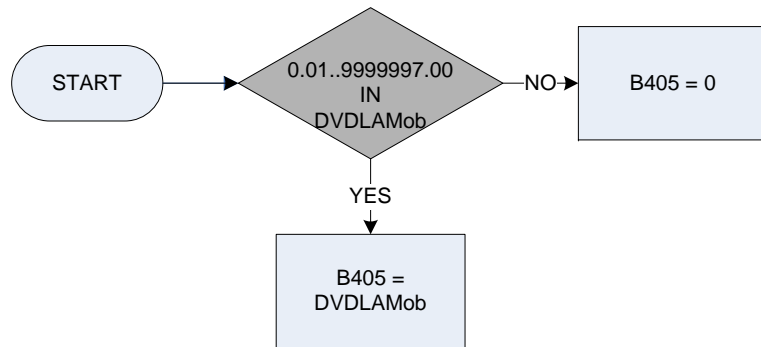 START
0.01..9999997.00
IN
DVDLAMob
NO
B405 = 0
YES
B405 =
DVDLAMob